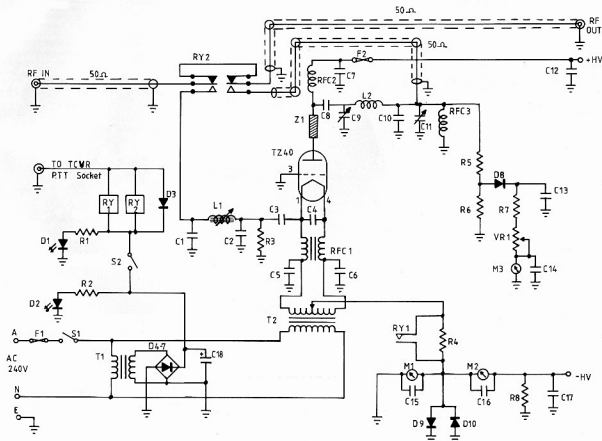 50Ω
RF OUT
RY2
50Ω
F2
+HV
RF IN
50Ω
RFC2
C7
C12
L2
C8
C9
C10
C11
RFC3
Z1
TZ40
3
1
4
R5
D8
R6
R7
C13
VR1
M3
C14
TO TCVR
P.T.T Socket
D3
RY 1
RY 2
D1
R1
S2
L1
C1
C2
R3
C3
C4
RFC1
C5
C6
D2
R2
T2
A
F1
S1
AC 240V
T1
D4-7
+
C18
N
E
RY1
R4
M1
M2
-HV
C15
C16
R8
C17
D9
D10